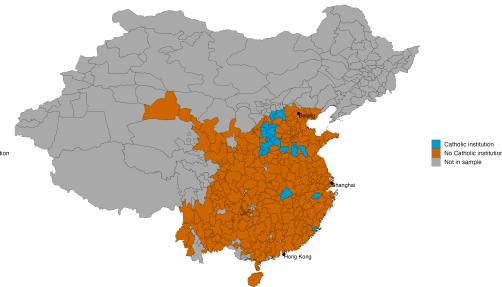 Beijing
Shanghai
Hong Kong
tion
Catholic institution
No Catholic institution
Not in sample